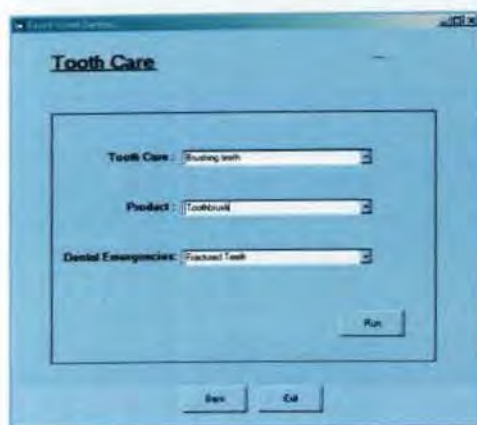 Tooth Care
Tooth Care : Brushing teeth
Product : Toothbrush
Dental Emergencies: Fractured Teeth
Run
Back Exit